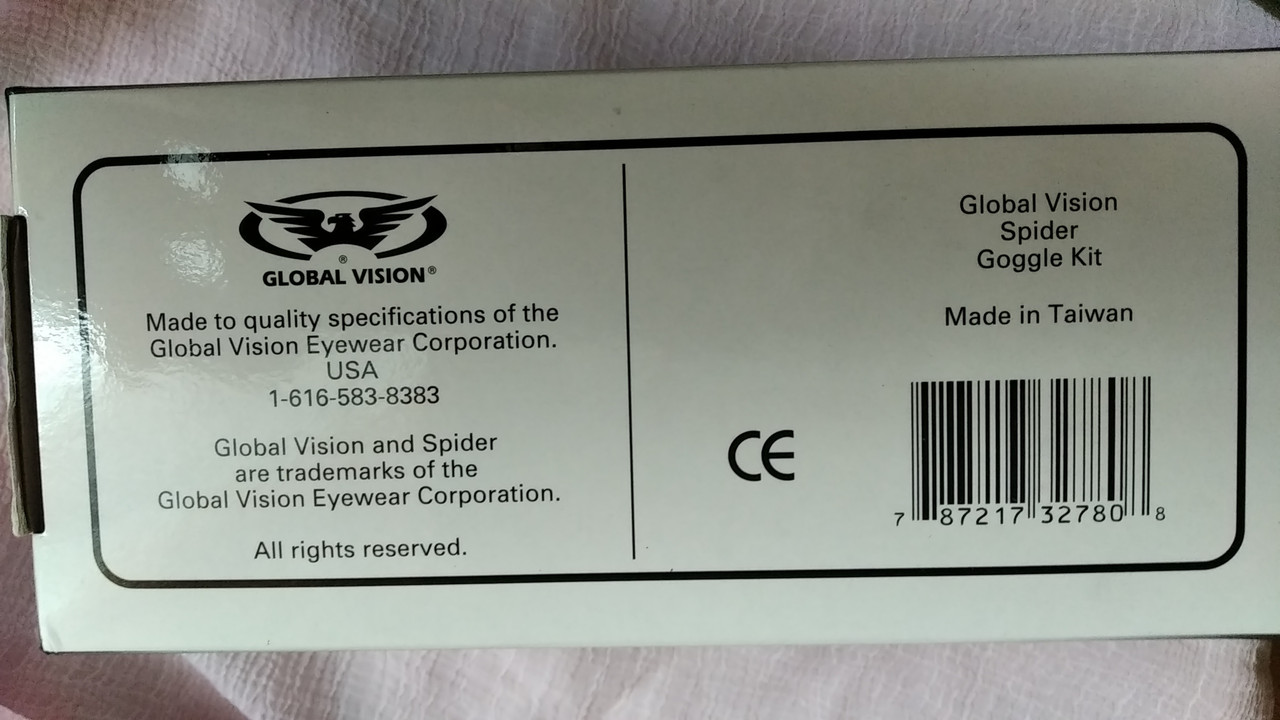 ®
GLOBAL VISION®
Made to quality specifications of the
Global Vision Eyewear Corporation.
USA
1-616-583-8383
Global Vision and Spider
are trademarks of the
Global Vision Eyewear Corporation.
All rights reserved.
Global Vision
Spider
Goggle Kit
Made in Taiwan
CE
7 87217 32780 8